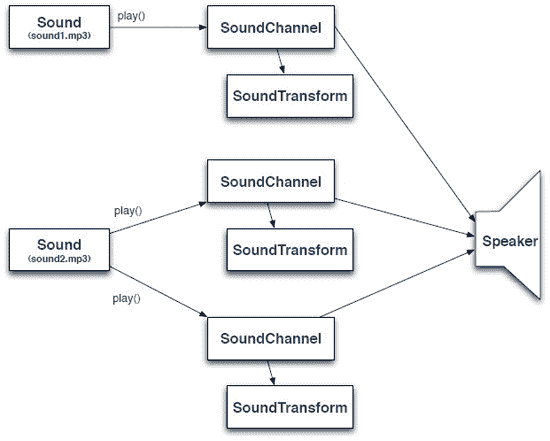 Sound
(sound1.mp3)
play()
SoundChannel
SoundTransform
Sound
(sound2.mp3)
play()
SoundChannel
SoundTransform
play()
SoundChannel
SoundTransform
Speaker